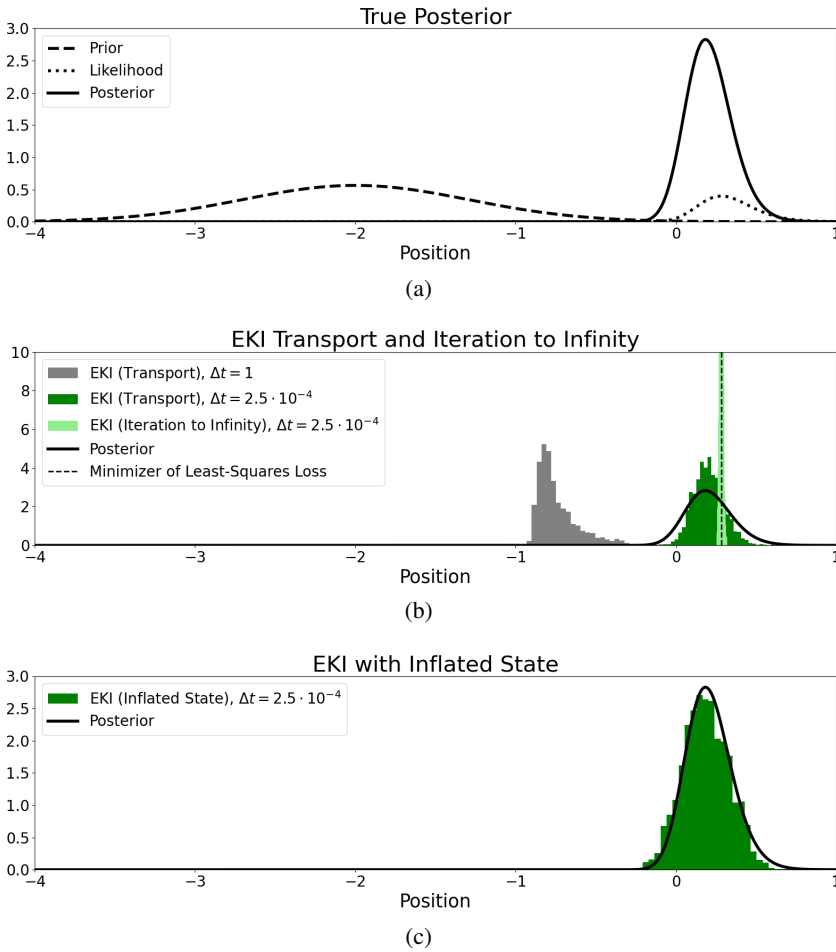 True Posterior
3.0
2.5
2.0
1.5
1.0
0.5
0.0
Prior
Likelihood
Posterior
−4 −3 −2 −1 0 1
Position
(a)
EKI Transport and Iteration to Infinity
10
8
6
4
2
0
EKI (Transport), Δt = 1
EKI (Transport), Δt = 2.5 · 10⁻⁴
EKI (Iteration to Infinity), Δt = 2.5 · 10⁻⁴
Posterior
Minimizer of Least-Squares Loss
−4 −3 −2 −1 0 1
Position
(b)
EKI with Inflated State
3.0
2.5
2.0
1.5
1.0
0.5
0.0
EKI (Inflated State), Δt = 2.5 · 10⁻⁴
Posterior
−4 −3 −2 −1 0 1
Position
(c)